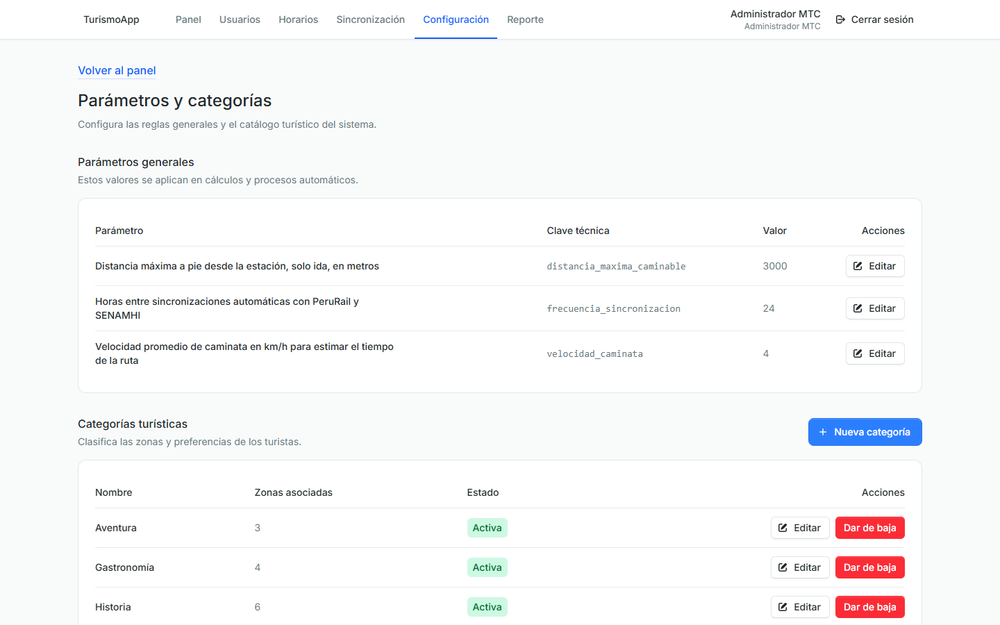 TurismoApp Panel Usuarios Horarios Sincronización Configuración Reporte Administrador MTC Cerrar sesión
Administrador MTC
Volver al panel
Parámetros y categorías
Configura las reglas generales y el catálogo turístico del sistema.
Parámetros generales
Estos valores se aplican en cálculos y procesos automáticos.
Parámetro Clave técnica Valor Acciones
Distancia máxima a pie desde la estación, solo ida, en metros distancia_maxima_caminable 3000 Editar
Horas entre sincronizaciones automáticas con PeruRail y
SENAMHI frecuencia_sincronizacion 24 Editar
Velocidad promedio de caminata en km/h para estimar el tiempo
de la ruta velocidad_caminata 4 Editar
Categorías turísticas
Clasifica las zonas y preferencias de los turistas.
+ Nueva categoría
Nombre Zonas asociadas Estado Acciones
Aventura 3 Activa Editar Dar de baja
Gastronomía 4 Activa Editar Dar de baja
Historia 6 Activa Editar Dar de baja